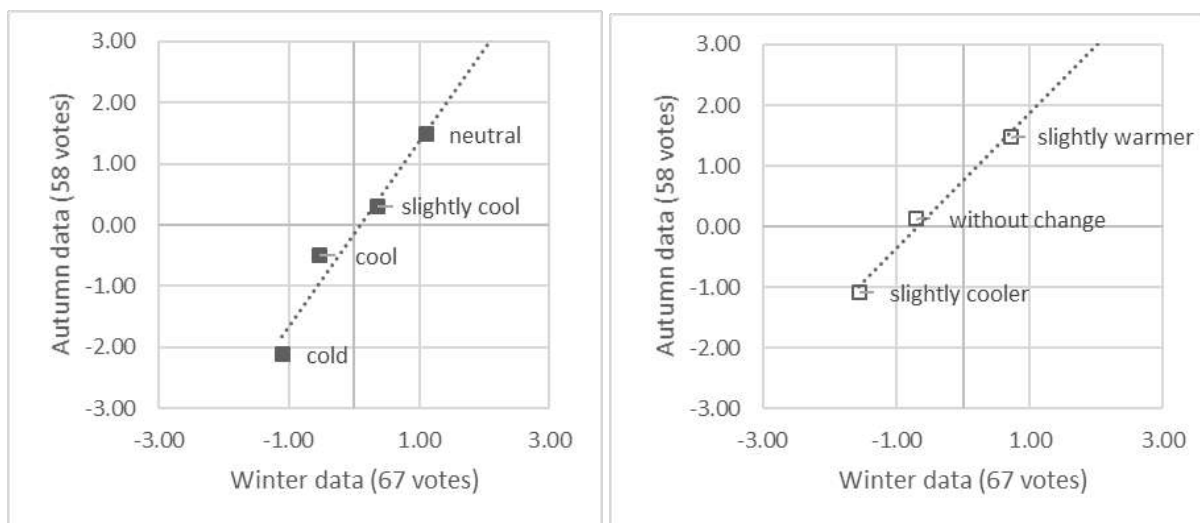 Autumn data (58 votes)
3.00
2.00
1.00
0.00
-1.00
-2.00
-3.00
neutral
slightly cool
cool
cold
-3.00 -1.00 1.00 3.00
Winter data (67 votes)
Autumn data (58 votes)
3.00
2.00
1.00
0.00
-1.00
-2.00
-3.00
slightly warmer
without change
slightly cooler
-3.00 -1.00 1.00 3.00
Winter data (67 votes)